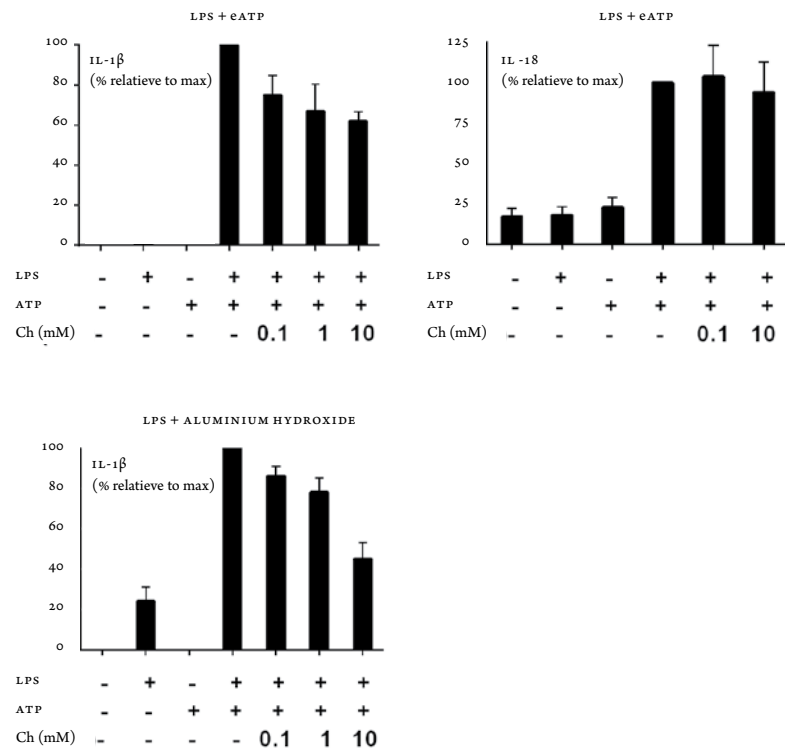 LPS + eATP
100
IL-1β
(% relatieve to max)
80
60
40
20
0
LPS - + - + + + +
ATP - - + + + + +
Ch (mM) - - - - 0.1 1 10
LPS + eATP
125
IL -18
(% relatieve to max)
100
75
50
25
0
LPS - + - + + +
ATP - - + + + +
Ch (mM) - - - - 0.1 10
LPS + ALUMINIUM HYDROXIDE
100
IL-1β
(% relatieve to max)
80
60
40
20
0
LPS - + - + + + +
ATP - - + + + + +
Ch (mM) - - - - 0.1 1 10